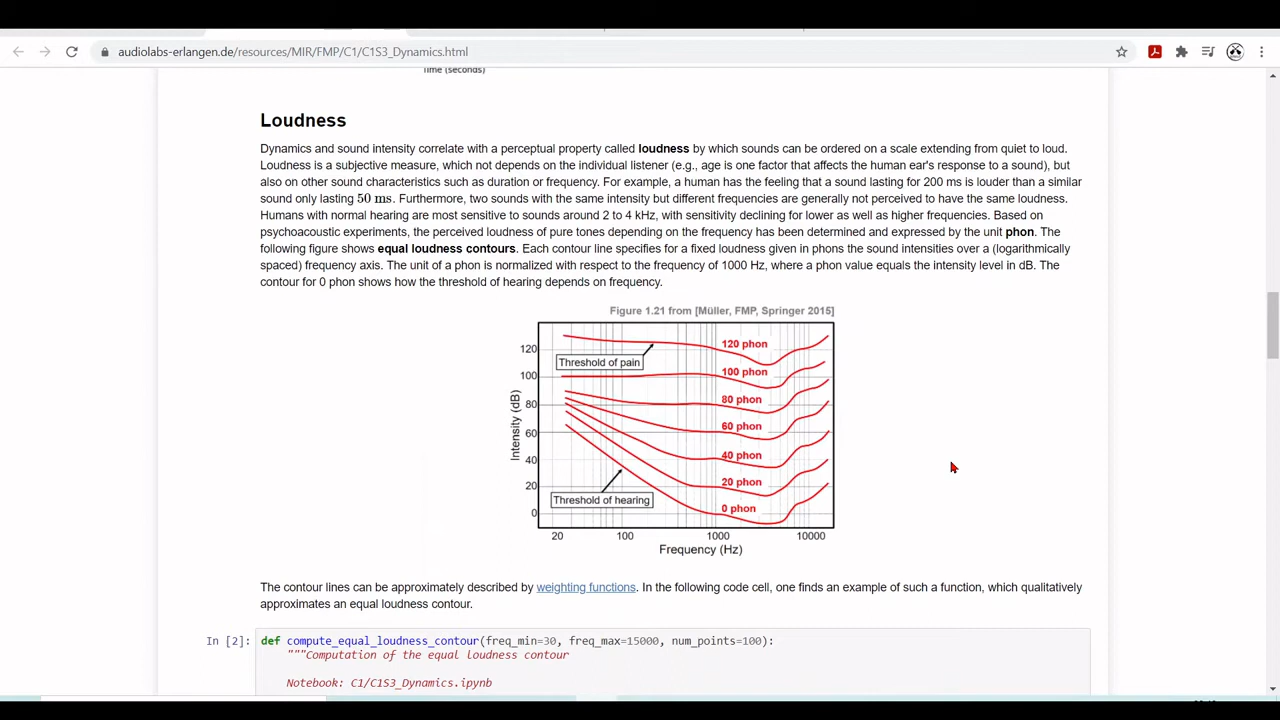 audiolabs-erlangen.de/resources/MIR/FMP/C1/C1S3_Dynamics.html
Time (seconds)
Loudness
Dynamics and sound intensity correlate with a perceptual property called loudness by which sounds can be ordered on a scale extending from quiet to loud.
Loudness is a subjective measure, which not depends on the individual listener (e.g., age is one factor that affects the human ear's response to a sound), but
also on other sound characteristics such as duration or frequency. For example, a human has the feeling that a sound lasting for 200 ms is louder than a similar
sound only lasting 50 ms. Furthermore, two sounds with the same intensity but different frequencies are generally not perceived to have the same loudness.
Humans with normal hearing are most sensitive to sounds around 2 to 4 kHz, with sensitivity declining for lower as well as higher frequencies. Based on
psychoacoustic experiments, the perceived loudness of pure tones depending on the frequency has been determined and expressed by the unit phon. The
following figure shows equal loudness contours. Each contour line specifies for a fixed loudness given in phons the sound intensities over a (logarithmically
spaced) frequency axis. The unit of a phon is normalized with respect to the frequency of 1000 Hz, where a phon value equals the intensity level in dB. The
contour for 0 phon shows how the threshold of hearing depends on frequency.
Figure 1.21 from [Müller, FMP, Springer 2015]
120
100
80
60
40
20
0
Intensity (dB)
Threshold of pain
Threshold of hearing
120 phon
100 phon
80 phon
60 phon
40 phon
20 phon
0 phon
20 100 1000 10000
Frequency (Hz)
The contour lines can be approximately described by weighting functions. In the following code cell, one finds an example of such a function, which qualitatively
approximates an equal loudness contour.
In [2]: def compute_equal_loudness_contour(freq_min=30, freq_max=15000, num_points=100):
"""Computation of the equal loudness contour
Notebook: C1/C1S3_Dynamics.ipynb